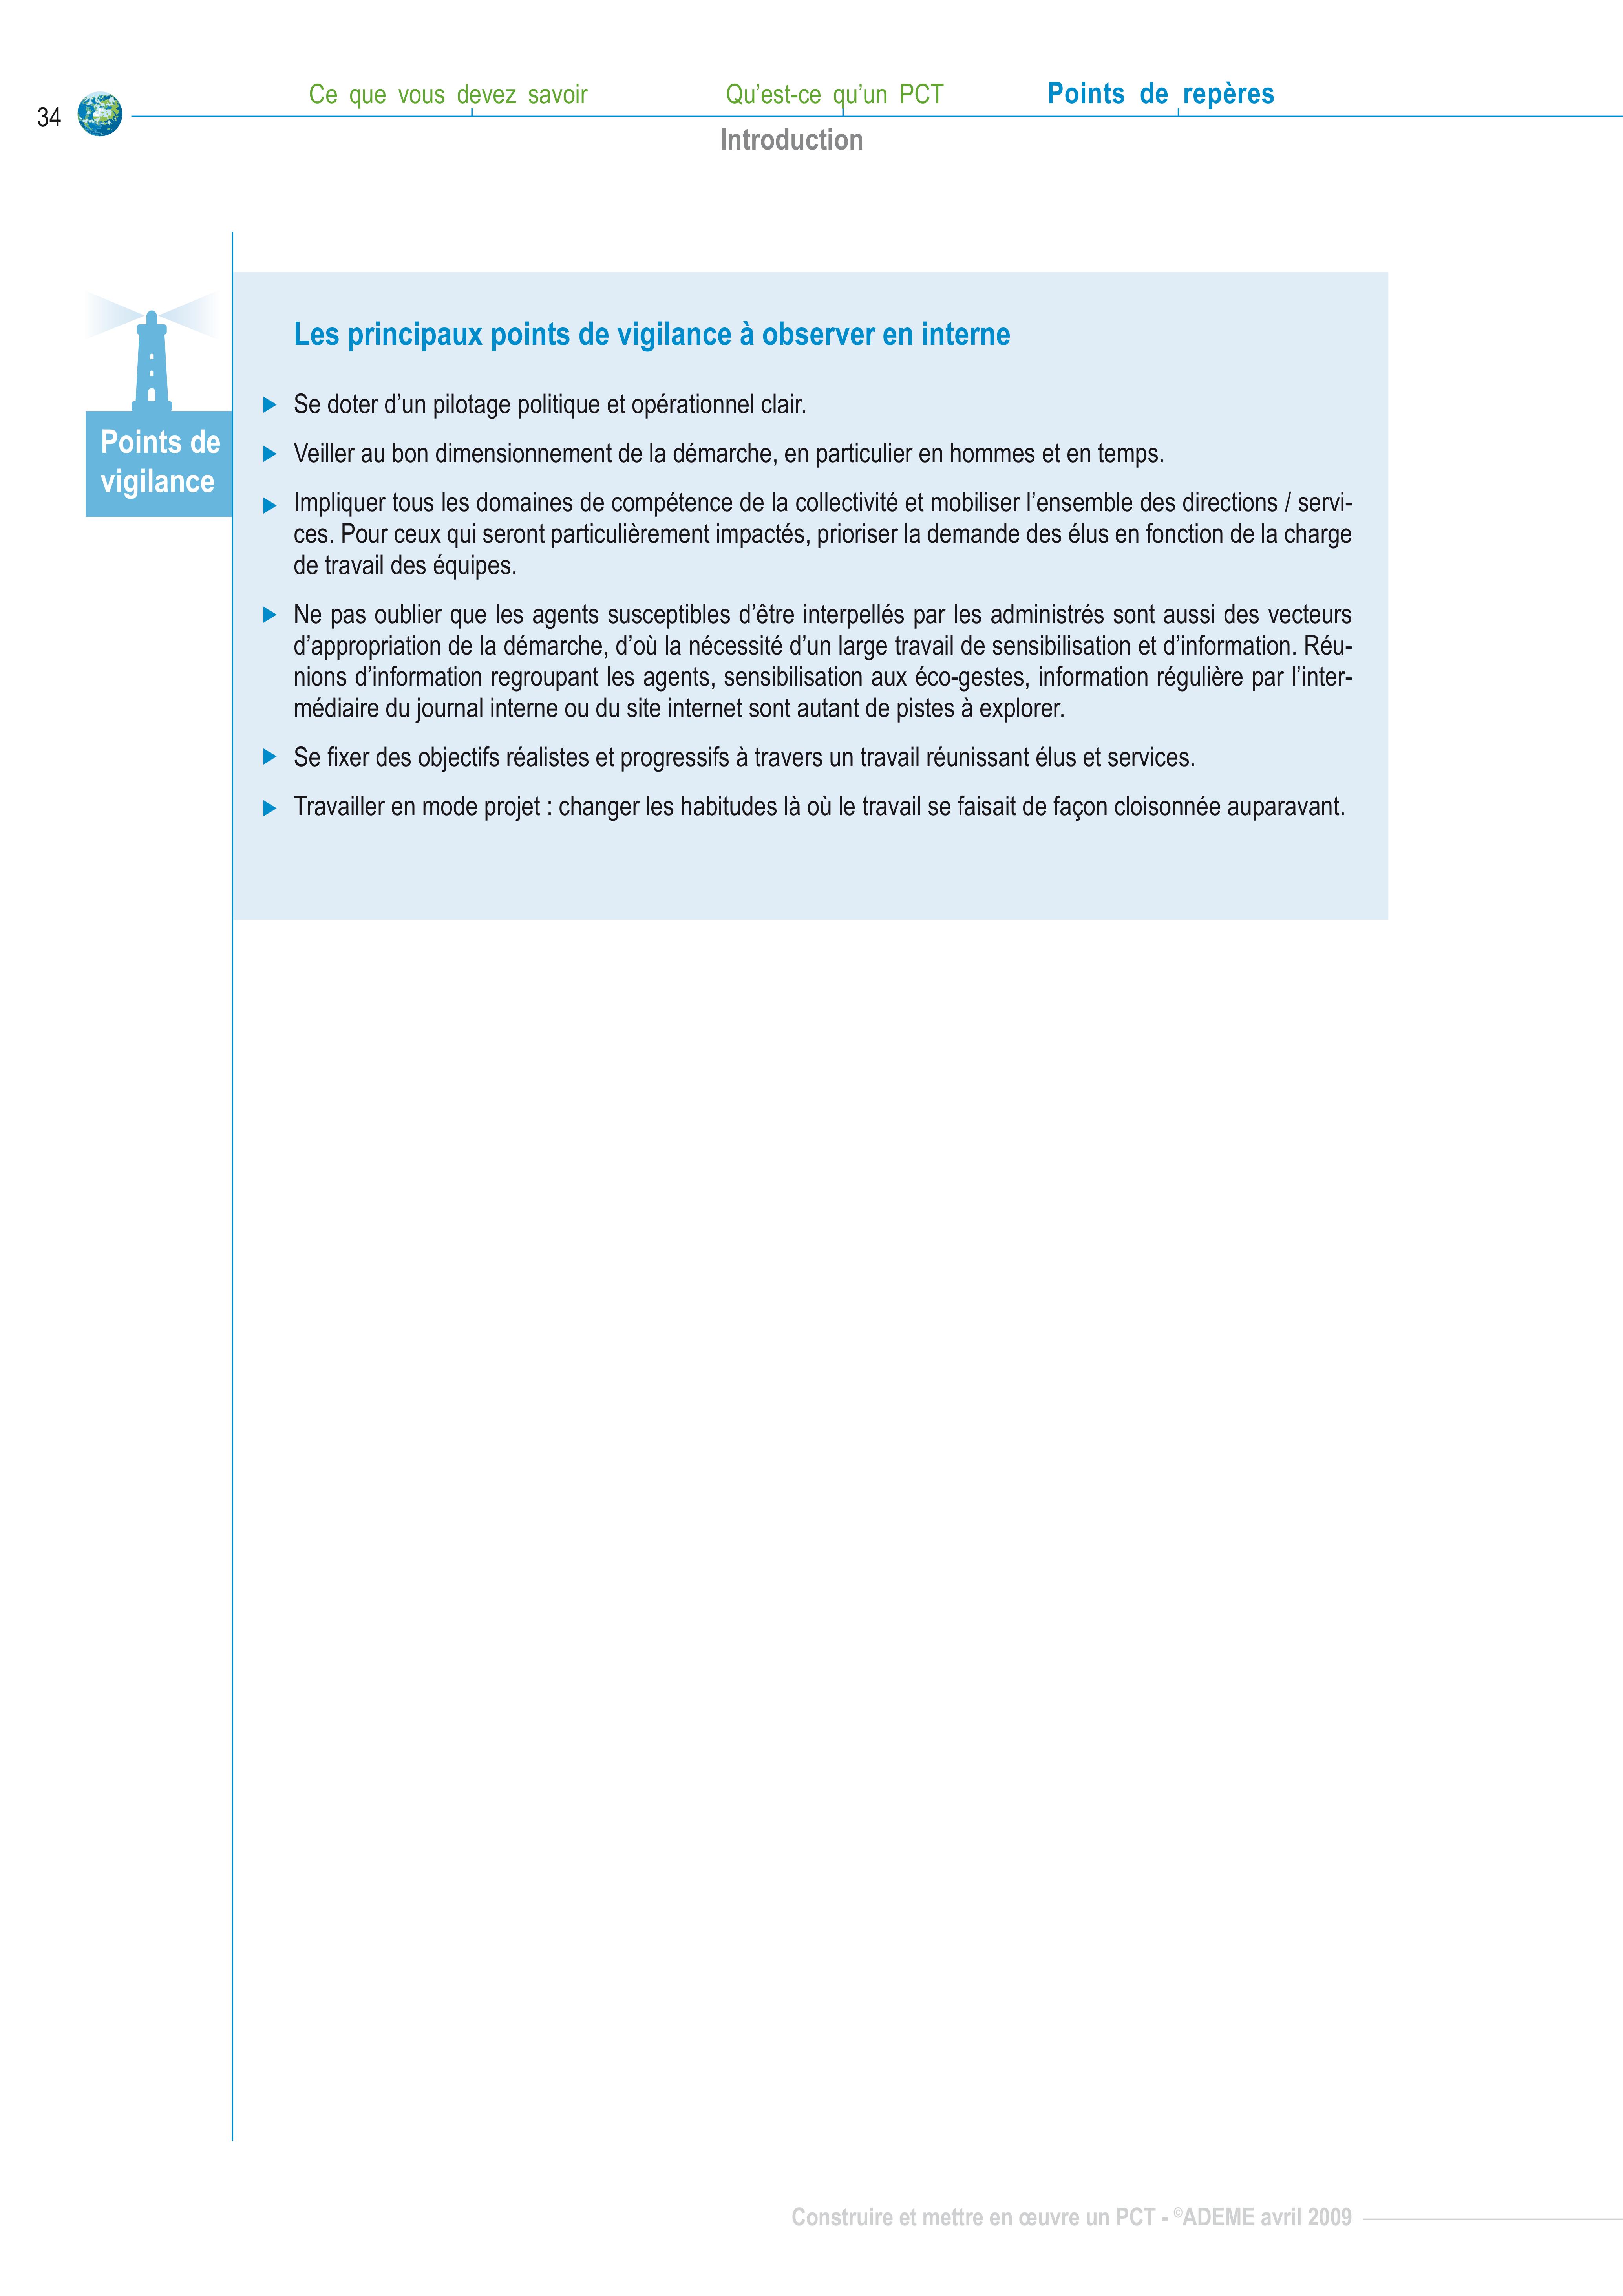 34
Ce que vous devez savoir
Qu’est-ce qu’un PCT
Points de repères
Introduction
Points de
vigilance
Les principaux points de vigilance à observer en interne
Se doter d’un pilotage politique et opérationnel clair.
Veiller au bon dimensionnement de la démarche, en particulier en hommes et en temps.
Impliquer tous les domaines de compétence de la collectivité et mobiliser l’ensemble des directions / servi-
ces. Pour ceux qui seront particulièrement impactés, prioriser la demande des élus en fonction de la charge
de travail des équipes.
Ne pas oublier que les agents susceptibles d’être interpellés par les administrés sont aussi des vecteurs
d’appropriation de la démarche, d’où la nécessité d’un large travail de sensibilisation et d’information. Réu-
nions d’information regroupant les agents, sensibilisation aux éco-gestes, information régulière par l’inter-
médiaire du journal interne ou du site internet sont autant de pistes à explorer.
Se fixer des objectifs réalistes et progressifs à travers un travail réunissant élus et services.
Travailler en mode projet : changer les habitudes là où le travail se faisait de façon cloisonnée auparavant.
Construire et mettre en œuvre un PCT - ©ADEME avril 2009